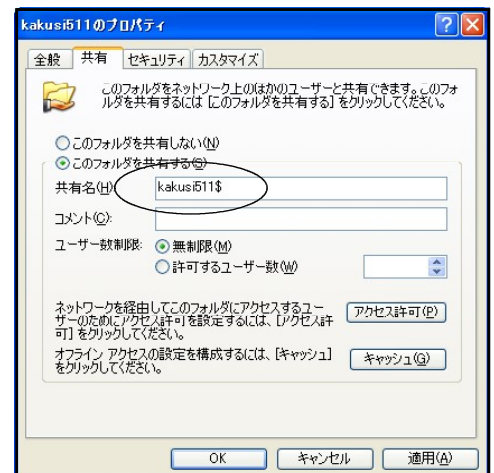 kakusi511のプロパティ
全般 共有 セキュリティ カスタマイズ
このフォルダをネットワーク上のほかのユーザーと共有できます。このフォ
ルダを共有するには [このフォルダを共有する] をクリックしてください。
このフォルダを共有しない(N)
このフォルダを共有する(S)
共有名(H): kakusi511$
コメント(C):
ユーザー数制限: 無制限(M)
許可するユーザー数(W)
ネットワークを経由してこのフォルダにアクセスするユー
ザーのためにアクセス許可を設定するには、[アクセス許
可] をクリックしてください。
アクセス許可(P)
オフライン アクセスの設定を構成するには、[キャッシュ]
をクリックしてください。
キャッシュ(G)
OK キャンセル 適用(A)